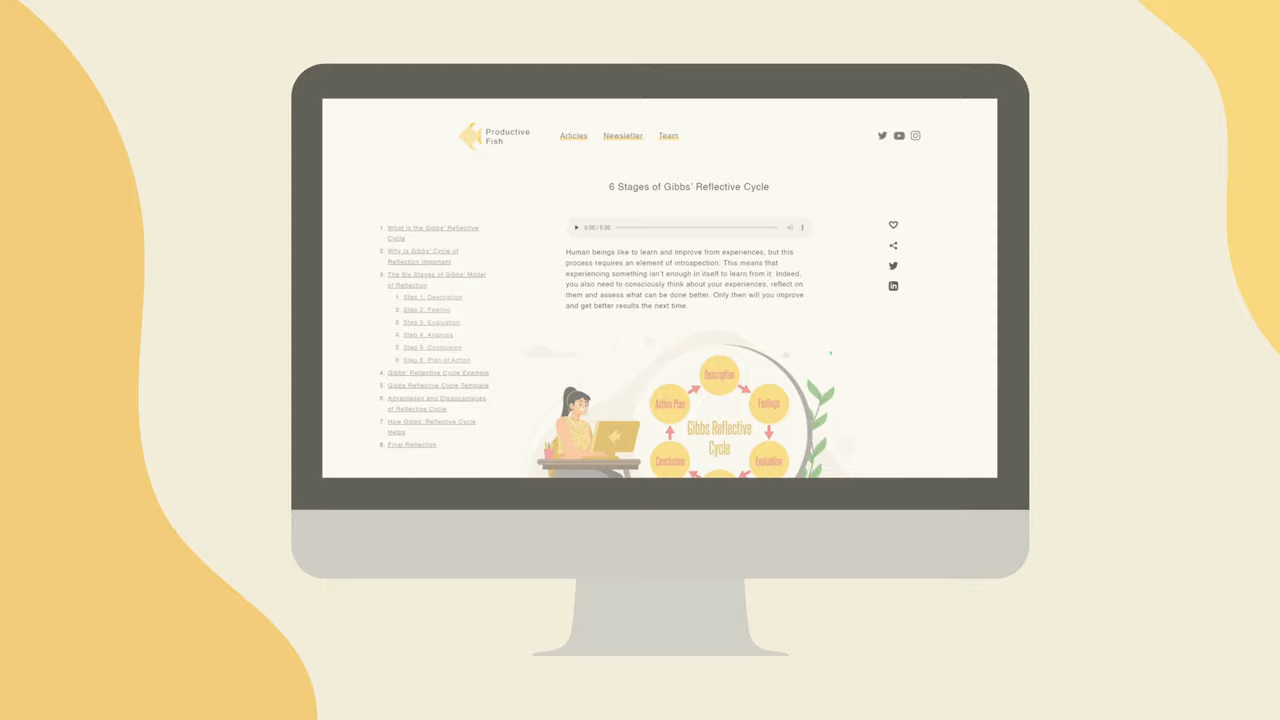 Productive
Fish
Articles
Newsletter
Team
6 Stages of Gibbs' Reflective Cycle
1 What Is the Gibbs' Reflective
Cycle
2. Why Is Gibbs' Cycle of
Reflection Important
3 The Six Stages of Gibbs' Model
of Reflection
1. Step 1. Description
2. Step 2. Feeling
3. Step 3. Evaluation
4. Step 4. Analysis
5. Step 5. Conclusion
6. Step 6. Plan of Action
4. Gibbs' Reflective Cycle Example
5. Gibbs Reflective Cycle Template
6. Advantages and Disadvantages
of Reflective Cycle
7. How Gibbs' Reflective Cycle
Helps
8. Final Reflection
0:00 / 0:00
Human beings like to learn and improve from experiences, but this
process requires an element of introspection. This means that
experiencing something isn't enough in itself to learn from it. Indeed,
you also need to consciously think about your experiences, reflect on
them and assess what can be done better. Only then will you improve
and get better results the next time.
in
Description
Action Plan
Feelings
Gibbs Reflective
Cycle
Conclusion
Evaluation